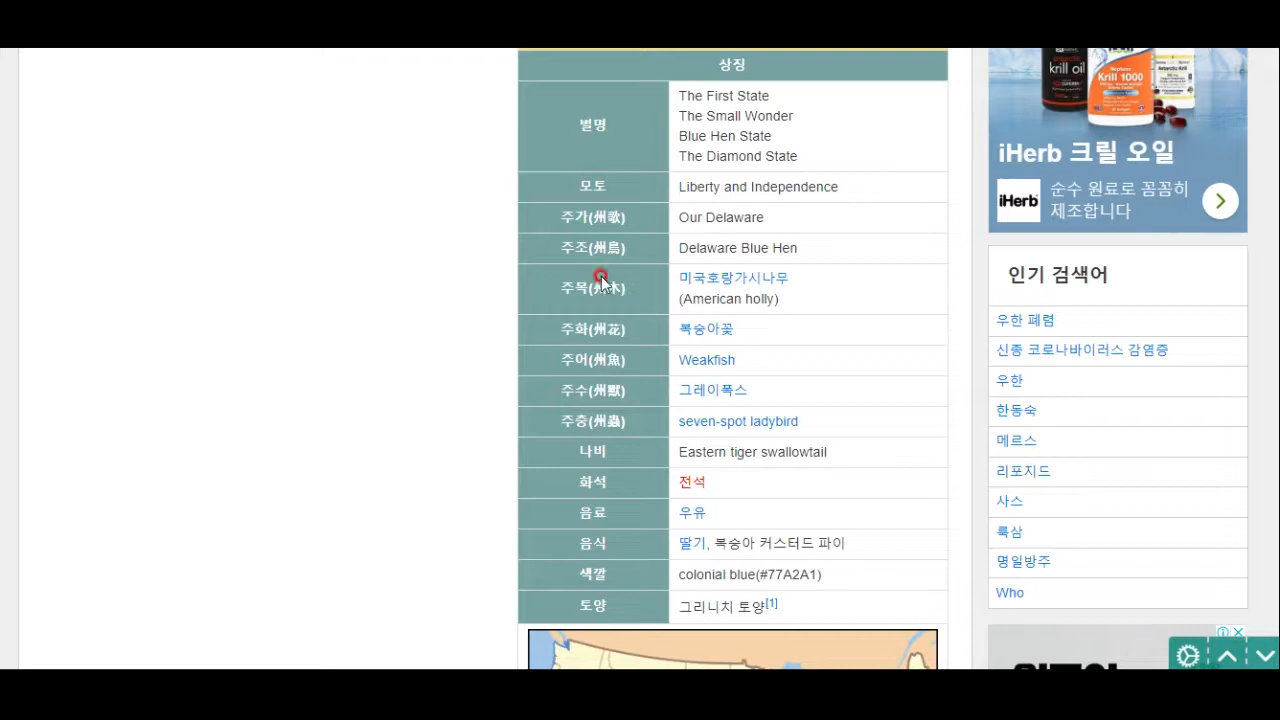 상징
별명
The First State
The Small Wonder
Blue Hen State
The Diamond State
모토
Liberty and Independence
주가(州歌)
Our Delaware
주조(州鳥)
Delaware Blue Hen
주목(州木)
미국호랑가시나무
(American holly)
주화(州花)
복숭아꽃
주어(州魚)
Weakfish
주수(州獸)
그레이폭스
주충(州蟲)
seven-spot ladybird
나비
Eastern tiger swallowtail
화석
전석
음료
우유
음식
딸기, 복숭아 커스터드 파이
색깔
colonial blue(#77A2A1)
토양
그리니치 토양[1]
krill oil
Krill 1000
iHerb 크릴 오일
iHerb
순수 원료로 꼼꼼히
제조합니다
인기 검색어
우한 폐렴
신종 코로나바이러스 감염증
우한
한동숙
메르스
리포지드
사스
룩삼
명일방주
Who